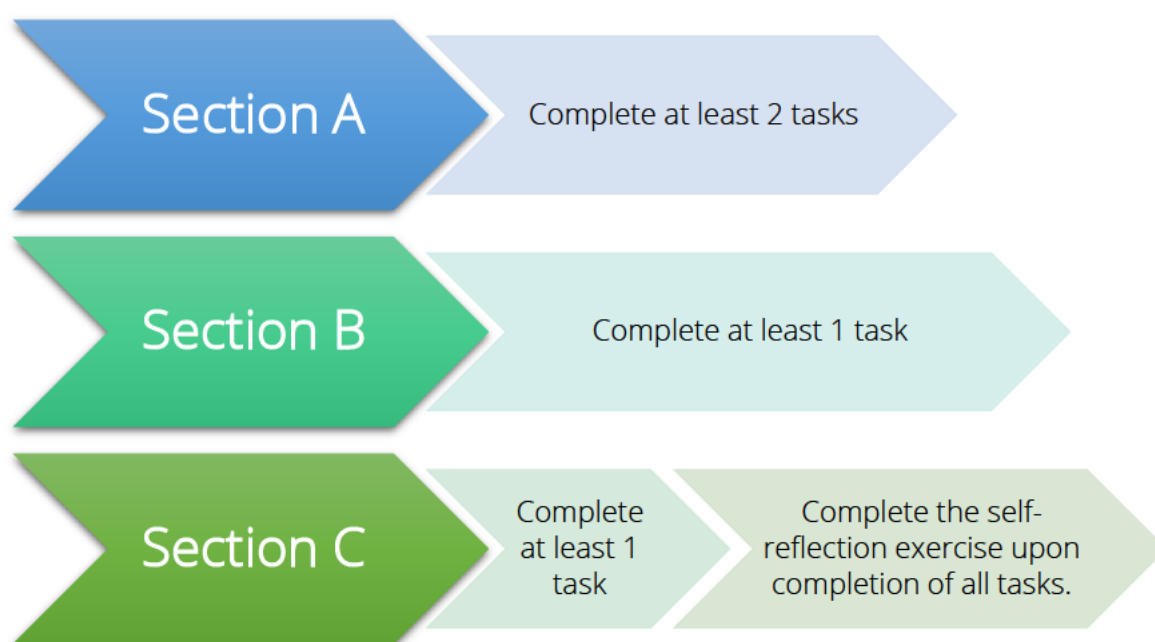 Section A
Complete at least 2 tasks
Section B
Complete at least 1 task
Section C
Complete
at least 1
task
Complete the self-
reflection exercise upon
completion of all tasks.